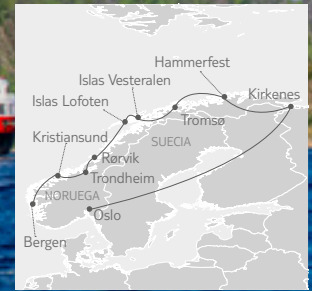 Hammerfest
Islas Vesteralen
Kirkenes
Islas Lofoten
Tromsø
Kristiansund
SUECIA
Rørvik
Trondheim
NORUEGA
Oslo
Bergen